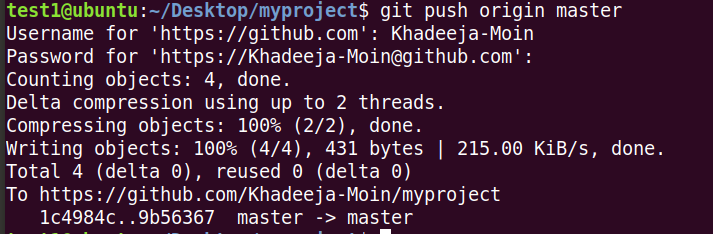 test1@ubuntu:~/Desktop/myproject$ git push origin master
Username for 'https://github.com': Khadeeja-Moin
Password for 'https://Khadeeja-Moin@github.com':
Counting objects: 4, done.
Delta compression using up to 2 threads.
Compressing objects: 100% (2/2), done.
Writing objects: 100% (4/4), 431 bytes | 215.00 KiB/s, done.
Total 4 (delta 0), reused 0 (delta 0)
To https://github.com/Khadeeja-Moin/myproject
   1c4984c..9b56367  master -> master